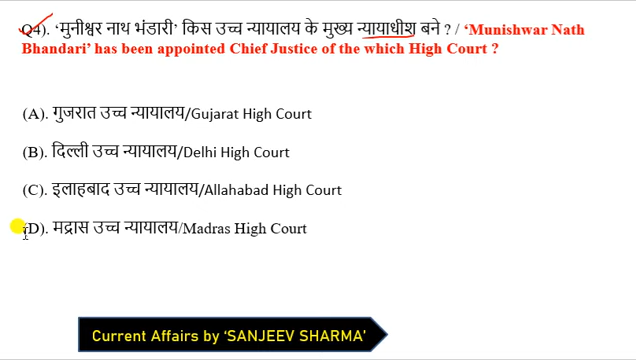 Q4). ‘मुनीश्वर नाथ भंडारी’ किस उच्च न्यायालय के मुख्य न्यायाधीश बने ? / ‘Munishwar Nath
Bhandari’ has been appointed Chief Justice of the which High Court ?
(A). गुजरात उच्च न्यायालय/Gujarat High Court
(B). दिल्ली उच्च न्यायालय/Delhi High Court
(C). इलाहबाद उच्च न्यायालय/Allahabad High Court
(D). मद्रास उच्च न्यायालय/Madras High Court
Current Affairs by ‘SANJEEV SHARMA’